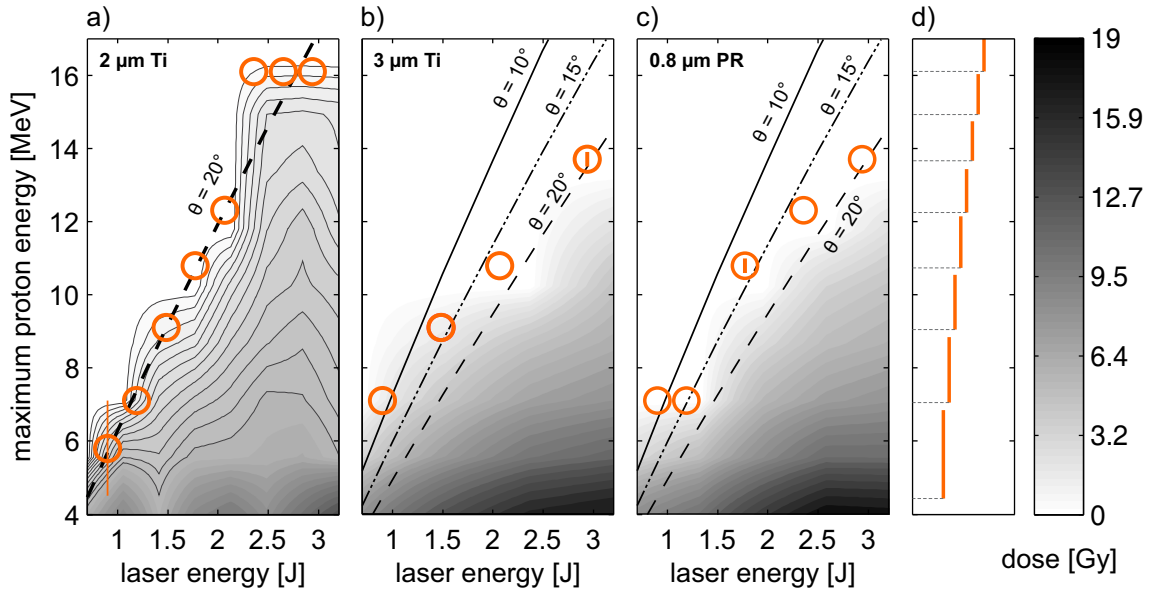 a)
b)
c)
d)
2 µm Ti
3 µm Ti
0.8 µm PR
θ = 20°
θ = 10°
θ = 15°
θ = 20°
θ = 10°
θ = 15°
θ = 20°
maximum proton energy [MeV]
16
14
12
10
8
6
4
1 1.5 2 2.5 3
laser energy [J]
1 1.5 2 2.5 3
laser energy [J]
1 1.5 2 2.5 3
laser energy [J]
19
15.9
12.7
9.5
6.4
3.2
0
dose [Gy]